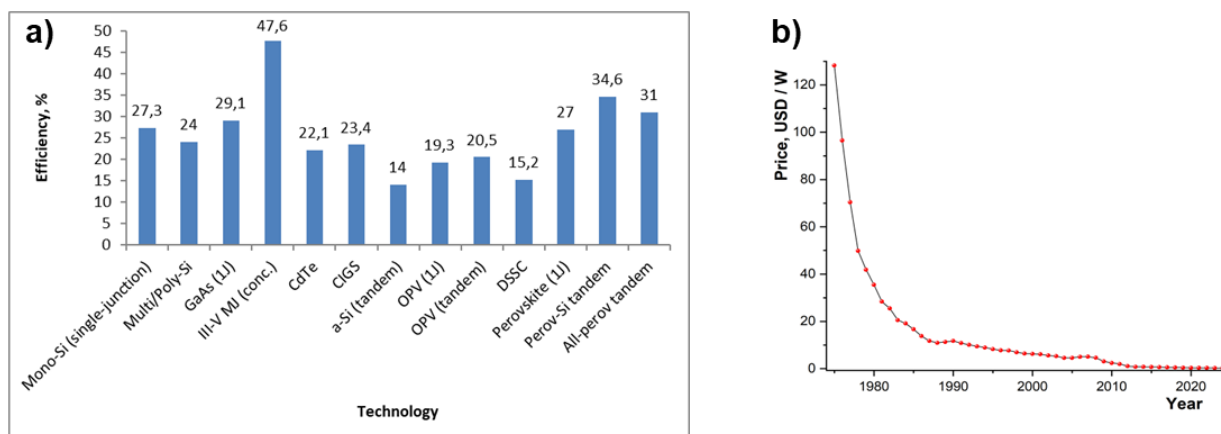 a)
Efficiency, %
50
45
40
35
30
25
20
15
10
5
0
27,3
24
29,1
47,6
22,1
23,4
14
19,3
20,5
15,2
27
34,6
31
Mono-Si (single-junction)
Multi/Poly-Si
GaAs (1J)
III-V MJ (conc.)
CdTe
CIGS
a-Si (tandem)
OPV (1J)
OPV (tandem)
DSSC
Perovskite (1J)
Perov-Si tandem
All-perov tandem
Technology
b)
Price, USD / W
120
100
80
60
40
20
0
1980
1990
2000
2010
2020
Year